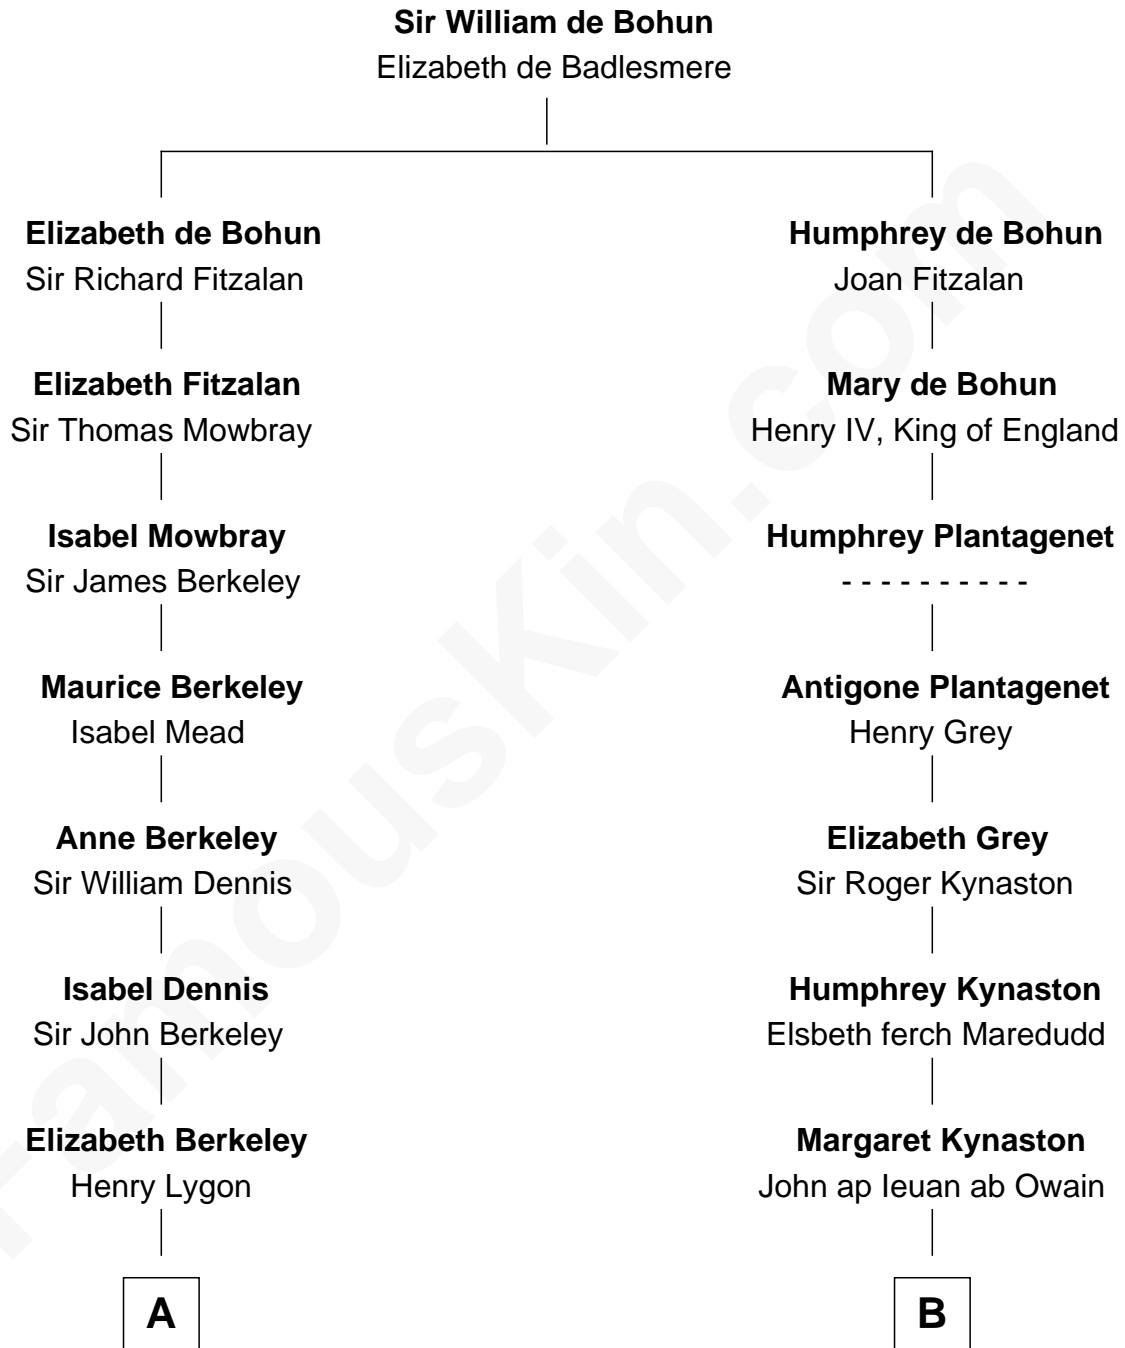 Sir William de Bohun
Elizabeth de Badlesmere
Elizabeth de Bohun
Sir Richard Fitzalan
Humphrey de Bohun
Joan Fitzalan
Elizabeth Fitzalan
Sir Thomas Mowbray
Mary de Bohun
Henry IV, King of England
Isabel Mowbray
Sir James Berkeley
Humphrey Plantagenet
- - - - - - - - - -
Maurice Berkeley
Isabel Mead
Antigone Plantagenet
Henry Grey
Anne Berkeley
Sir William Dennis
Elizabeth Grey
Sir Roger Kynaston
Isabel Dennis
Sir John Berkeley
Humphrey Kynaston
Elsbeth ferch Maredudd
Elizabeth Berkeley
Henry Lygon
Margaret Kynaston
John ap Ieuan ab Owain
A
B
FamousKin.com